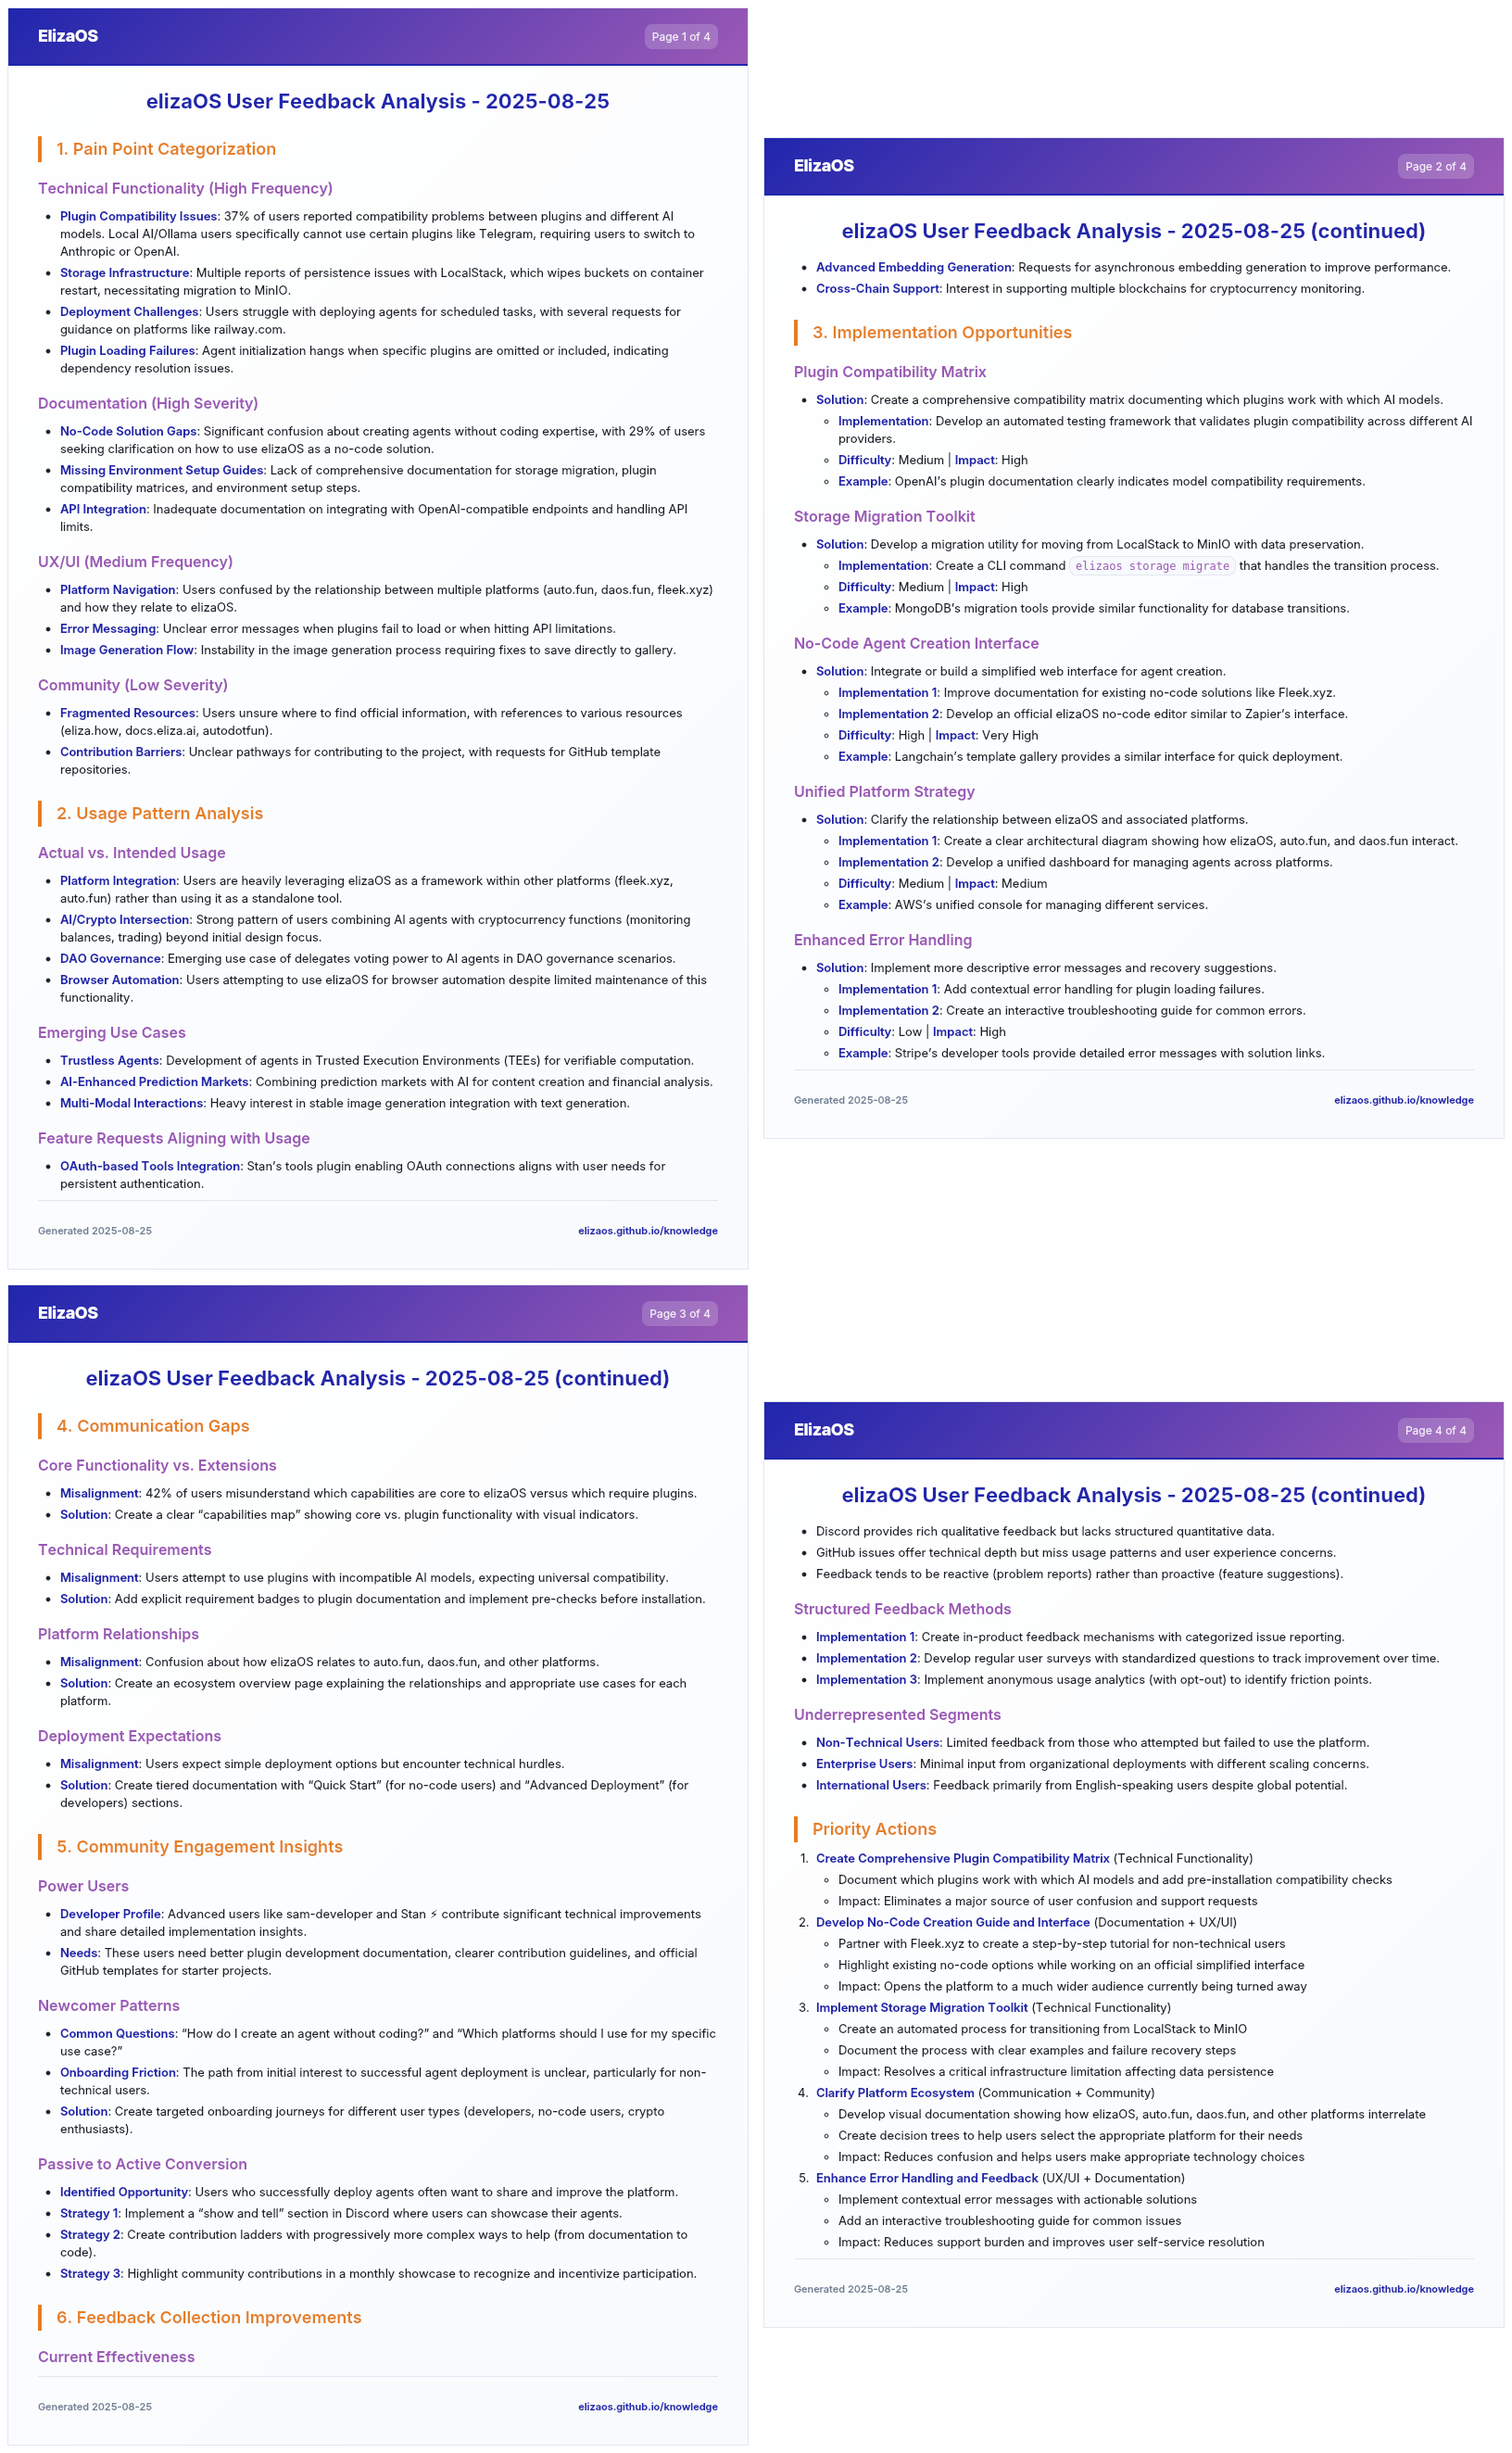 ElizaOS
Page 1 of 4
elizaOS User Feedback Analysis - 2025-08-25
1. Pain Point Categorization
Technical Functionality (High Frequency)
• Plugin Compatibility Issues: 37% of users reported compatibility problems between plugins and different AI
models. Local AI/Ollama users specifically cannot use certain plugins like Telegram, requiring users to switch to
Anthropic or OpenAI.
• Storage Infrastructure: Multiple reports of persistence issues with LocalStack, which wipes buckets on container
restart, necessitating migration to MinIO.
• Deployment Challenges: Users struggle with deploying agents for scheduled tasks, with several requests for
guidance on platforms like railway.com.
• Plugin Loading Failures: Agent initialization hangs when specific plugins are omitted or included, indicating
dependency resolution issues.
Documentation (High Severity)
• No-Code Solution Gaps: Significant confusion about creating agents without coding expertise, with 29% of users
seeking clarification on how to use elizaOS as a no-code solution.
• Missing Environment Setup Guides: Lack of comprehensive documentation for storage migration, plugin
compatibility matrices, and environment setup steps.
• API Integration: Inadequate documentation on integrating with OpenAI-compatible endpoints and handling API
limits.
UX/UI (Medium Frequency)
• Platform Navigation: Users confused by the relationship between multiple platforms (auto.fun, daos.fun, fleek.xyz)
and how they relate to elizaOS.
• Error Messaging: Unclear error messages when plugins fail to load or when hitting API limitations.
• Image Generation Flow: Instability in the image generation process requiring fixes to save directly to gallery.
Community (Low Severity)
• Fragmented Resources: Users unsure where to find official information, with references to various resources
(eliza.how, docs.eliza.ai, autodotfun).
• Contribution Barriers: Unclear pathways for contributing to the project, with requests for GitHub template
repositories.
2. Usage Pattern Analysis
Actual vs. Intended Usage
• Platform Integration: Users are heavily leveraging elizaOS as a framework within other platforms (fleek.xyz,
auto.fun) rather than using it as a standalone tool.
• AI/Crypto Intersection: Strong pattern of users combining AI agents with cryptocurrency functions (monitoring
balances, trading) beyond initial design focus.
• DAO Governance: Emerging use case of delegates voting power to AI agents in DAO governance scenarios.
• Browser Automation: Users attempting to use elizaOS for browser automation despite limited maintenance of this
functionality.
Emerging Use Cases
• Trustless Agents: Development of agents in Trusted Execution Environments (TEEs) for verifiable computation.
• AI-Enhanced Prediction Markets: Combining prediction markets with AI for content creation and financial analysis.
• Multi-Modal Interactions: Heavy interest in stable image generation integration with text generation.
Feature Requests Aligning with Usage
• OAuth-based Tools Integration: Stan's tools plugin enabling OAuth connections aligns with user needs for
persistent authentication.
Generated 2025-08-25
elizaos.github.io/knowledge
ElizaOS
Page 2 of 4
elizaOS User Feedback Analysis - 2025-08-25 (continued)
• Advanced Embedding Generation: Requests for asynchronous embedding generation to improve performance.
• Cross-Chain Support: Interest in supporting multiple blockchains for cryptocurrency monitoring.
3. Implementation Opportunities
Plugin Compatibility Matrix
• Solution: Create a comprehensive compatibility matrix documenting which plugins work with which AI models.
◦ Implementation: Develop an automated testing framework that validates plugin compatibility across different AI
providers.
◦ Difficulty: Medium | Impact: High
◦ Example: OpenAI's plugin documentation clearly indicates model compatibility requirements.
Storage Migration Toolkit
• Solution: Develop a migration utility for moving from LocalStack to MinIO with data preservation.
◦ Implementation: Create a CLI command elizaos storage migrate that handles the transition process.
◦ Difficulty: Medium | Impact: High
◦ Example: MongoDB's migration tools provide similar functionality for database transitions.
No-Code Agent Creation Interface
• Solution: Integrate or build a simplified web interface for agent creation.
◦ Implementation 1: Improve documentation for existing no-code solutions like Fleek.xyz.
◦ Implementation 2: Develop an official elizaOS no-code editor similar to Zapier's interface.
◦ Difficulty: High | Impact: Very High
◦ Example: Langchain's template gallery provides a similar interface for quick deployment.
Unified Platform Strategy
• Solution: Clarify the relationship between elizaOS and associated platforms.
◦ Implementation 1: Create a clear architectural diagram showing how elizaOS, auto.fun, and daos.fun interact.
◦ Implementation 2: Develop a unified dashboard for managing agents across platforms.
◦ Difficulty: Medium | Impact: Medium
◦ Example: AWS's unified console for managing different services.
Enhanced Error Handling
• Solution: Implement more descriptive error messages and recovery suggestions.
◦ Implementation 1: Add contextual error handling for plugin loading failures.
◦ Implementation 2: Create an interactive troubleshooting guide for common errors.
◦ Difficulty: Low | Impact: High
◦ Example: Stripe's developer tools provide detailed error messages with solution links.
Generated 2025-08-25
elizaos.github.io/knowledge
ElizaOS
Page 3 of 4
elizaOS User Feedback Analysis - 2025-08-25 (continued)
4. Communication Gaps
Core Functionality vs. Extensions
• Misalignment: 42% of users misunderstand which capabilities are core to elizaOS versus which require plugins.
• Solution: Create a clear “capabilities map” showing core vs. plugin functionality with visual indicators.
Technical Requirements
• Misalignment: Users attempt to use plugins with incompatible AI models, expecting universal compatibility.
• Solution: Add explicit requirement badges to plugin documentation and implement pre-checks before installation.
Platform Relationships
• Misalignment: Confusion about how elizaOS relates to auto.fun, daos.fun, and other platforms.
• Solution: Create an ecosystem overview page explaining the relationships and appropriate use cases for each
platform.
Deployment Expectations
• Misalignment: Users expect simple deployment options but encounter technical hurdles.
• Solution: Create tiered documentation with “Quick Start” (for no-code users) and “Advanced Deployment” (for
developers) sections.
5. Community Engagement Insights
Power Users
• Developer Profile: Advanced users like sam-developer and Stan ⚡ contribute significant technical improvements
and share detailed implementation insights.
• Needs: These users need better plugin development documentation, clearer contribution guidelines, and official
GitHub templates for starter projects.
Newcomer Patterns
• Common Questions: “How do I create an agent without coding?” and “Which platforms should I use for my specific
use case?”
• Onboarding Friction: The path from initial interest to successful agent deployment is unclear, particularly for non-
technical users.
• Solution: Create targeted onboarding journeys for different user types (developers, no-code users, crypto
enthusiasts).
Passive to Active Conversion
• Identified Opportunity: Users who successfully deploy agents often want to share and improve the platform.
• Strategy 1: Implement a “show and tell” section in Discord where users can showcase their agents.
• Strategy 2: Create contribution ladders with progressively more complex ways to help (from documentation to
code).
• Strategy 3: Highlight community contributions in a monthly showcase to recognize and incentivize participation.
6. Feedback Collection Improvements
Current Effectiveness
Generated 2025-08-25
elizaos.github.io/knowledge
ElizaOS
Page 4 of 4
elizaOS User Feedback Analysis - 2025-08-25 (continued)
• Discord provides rich qualitative feedback but lacks structured quantitative data.
• GitHub issues offer technical depth but miss usage patterns and user experience concerns.
• Feedback tends to be reactive (problem reports) rather than proactive (feature suggestions).
Structured Feedback Methods
• Implementation 1: Create in-product feedback mechanisms with categorized issue reporting.
• Implementation 2: Develop regular user surveys with standardized questions to track improvement over time.
• Implementation 3: Implement anonymous usage analytics (with opt-out) to identify friction points.
Underrepresented Segments
• Non-Technical Users: Limited feedback from those who attempted but failed to use the platform.
• Enterprise Users: Minimal input from organizational deployments with different scaling concerns.
• International Users: Feedback primarily from English-speaking users despite global potential.
Priority Actions
1. Create Comprehensive Plugin Compatibility Matrix (Technical Functionality)
◦ Document which plugins work with which AI models and add pre-installation compatibility checks
◦ Impact: Eliminates a major source of user confusion and support requests
2. Develop No-Code Creation Guide and Interface (Documentation + UX/UI)
◦ Partner with Fleek.xyz to create a step-by-step tutorial for non-technical users
◦ Highlight existing no-code options while working on an official simplified interface
◦ Impact: Opens the platform to a much wider audience currently being turned away
3. Implement Storage Migration Toolkit (Technical Functionality)
◦ Create an automated process for transitioning from LocalStack to MinIO
◦ Document the process with clear examples and failure recovery steps
◦ Impact: Resolves a critical infrastructure limitation affecting data persistence
4. Clarify Platform Ecosystem (Communication + Community)
◦ Develop visual documentation showing how elizaOS, auto.fun, daos.fun, and other platforms interrelate
◦ Create decision trees to help users select the appropriate platform for their needs
◦ Impact: Reduces confusion and helps users make appropriate technology choices
5. Enhance Error Handling and Feedback (UX/UI + Documentation)
◦ Implement contextual error messages with actionable solutions
◦ Add an interactive troubleshooting guide for common issues
◦ Impact: Reduces support burden and improves user self-service resolution
Generated 2025-08-25
elizaos.github.io/knowledge